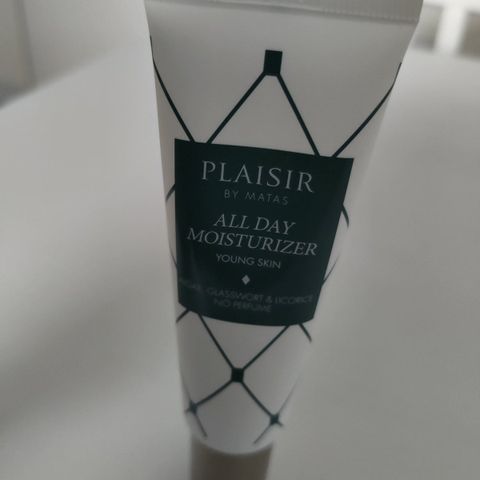 PLAISIR
BY MATAS
ALL DAY
MOISTURIZER
YOUNG SKIN
GLASSWORT & LICORICE
NO PERFUME